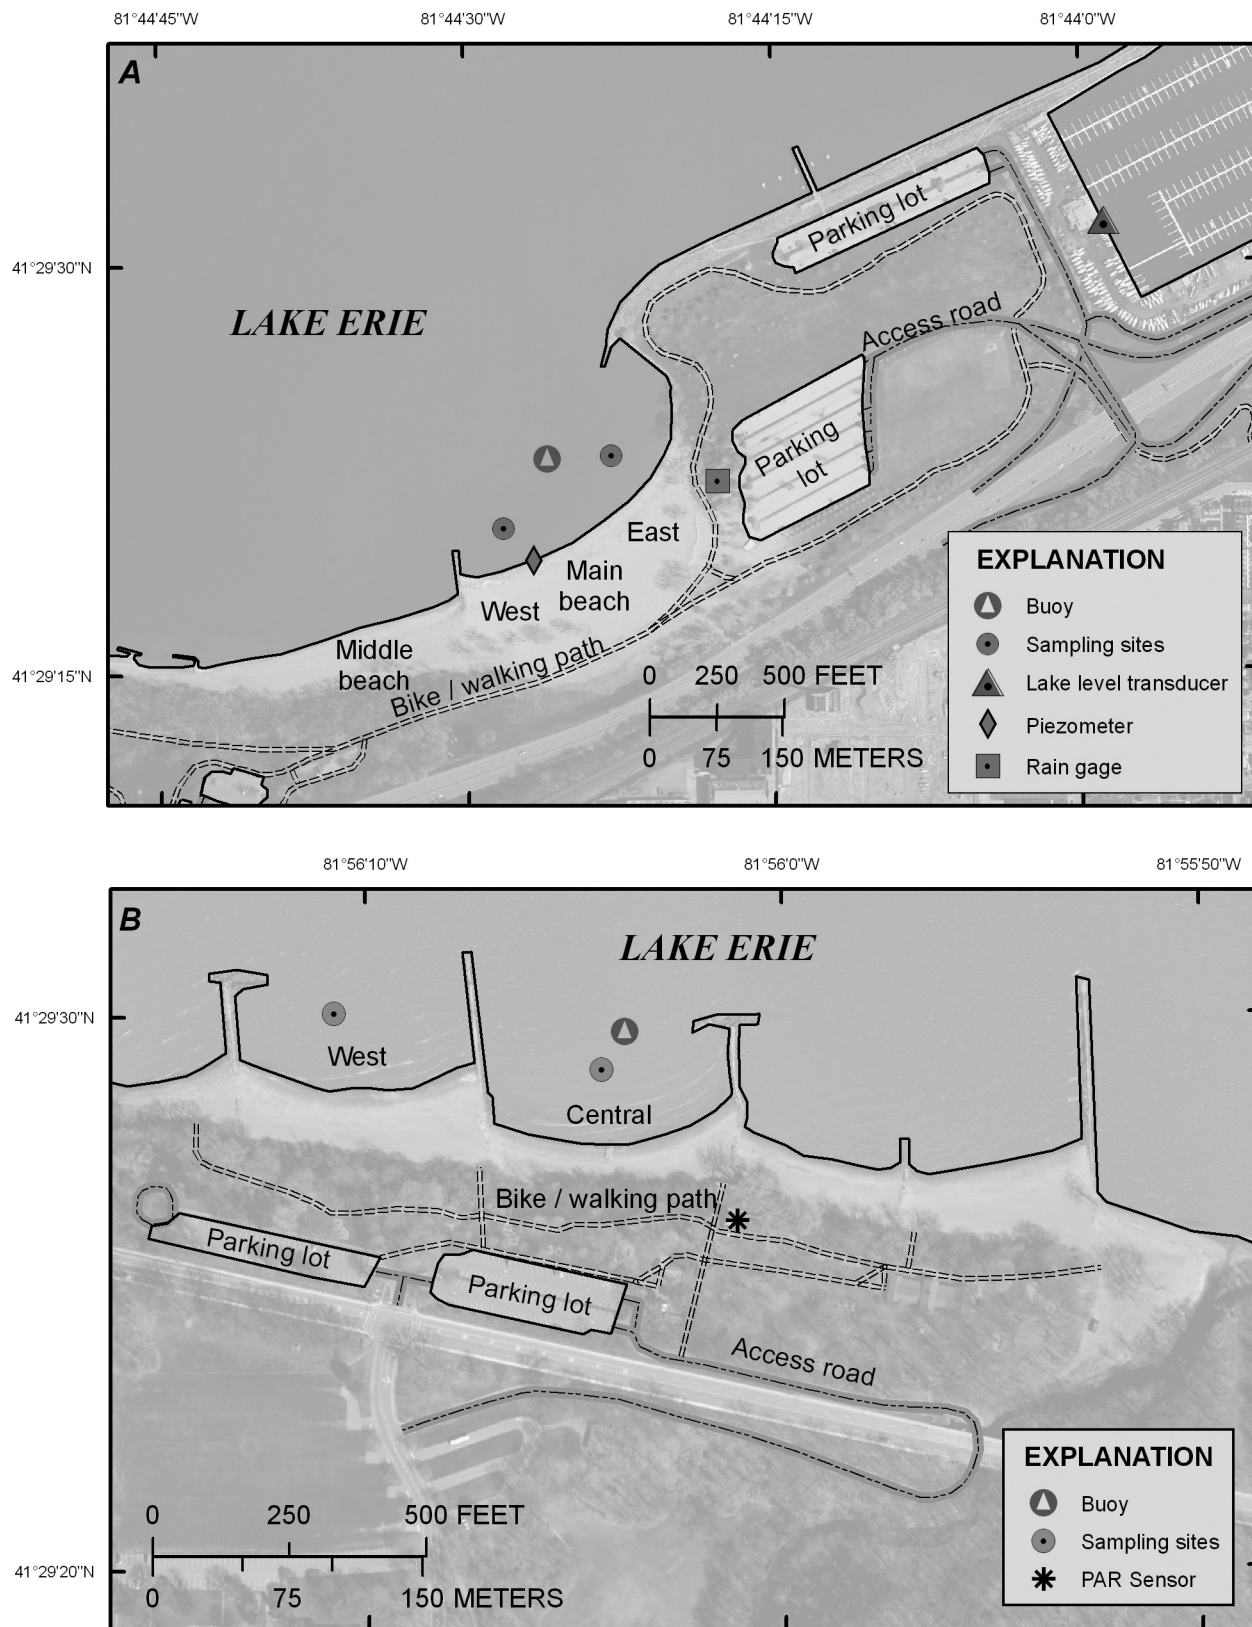 81°44'45"W 81°44'30"W 81°44'15"W 81°44'0"W
A
Parking lot
41°29'30"N
LAKE ERIE
Access road
Parking
lot
East
Main
beach
West
Middle
beach
Bike / walking path
41°29'15"N
0 250 500 FEET
0 75 150 METERS
EXPLANATION
Buoy
Sampling sites
Lake level transducer
Piezometer
Rain gage
81°56'10"W 81°56'0"W 81°55'50"W
B
LAKE ERIE
41°29'30"N
West
Central
Bike / walking path
Parking lot
Parking lot
Access road
0 250 500 FEET
0 75 150 METERS
41°29'20"N
EXPLANATION
Buoy
Sampling sites
PAR Sensor